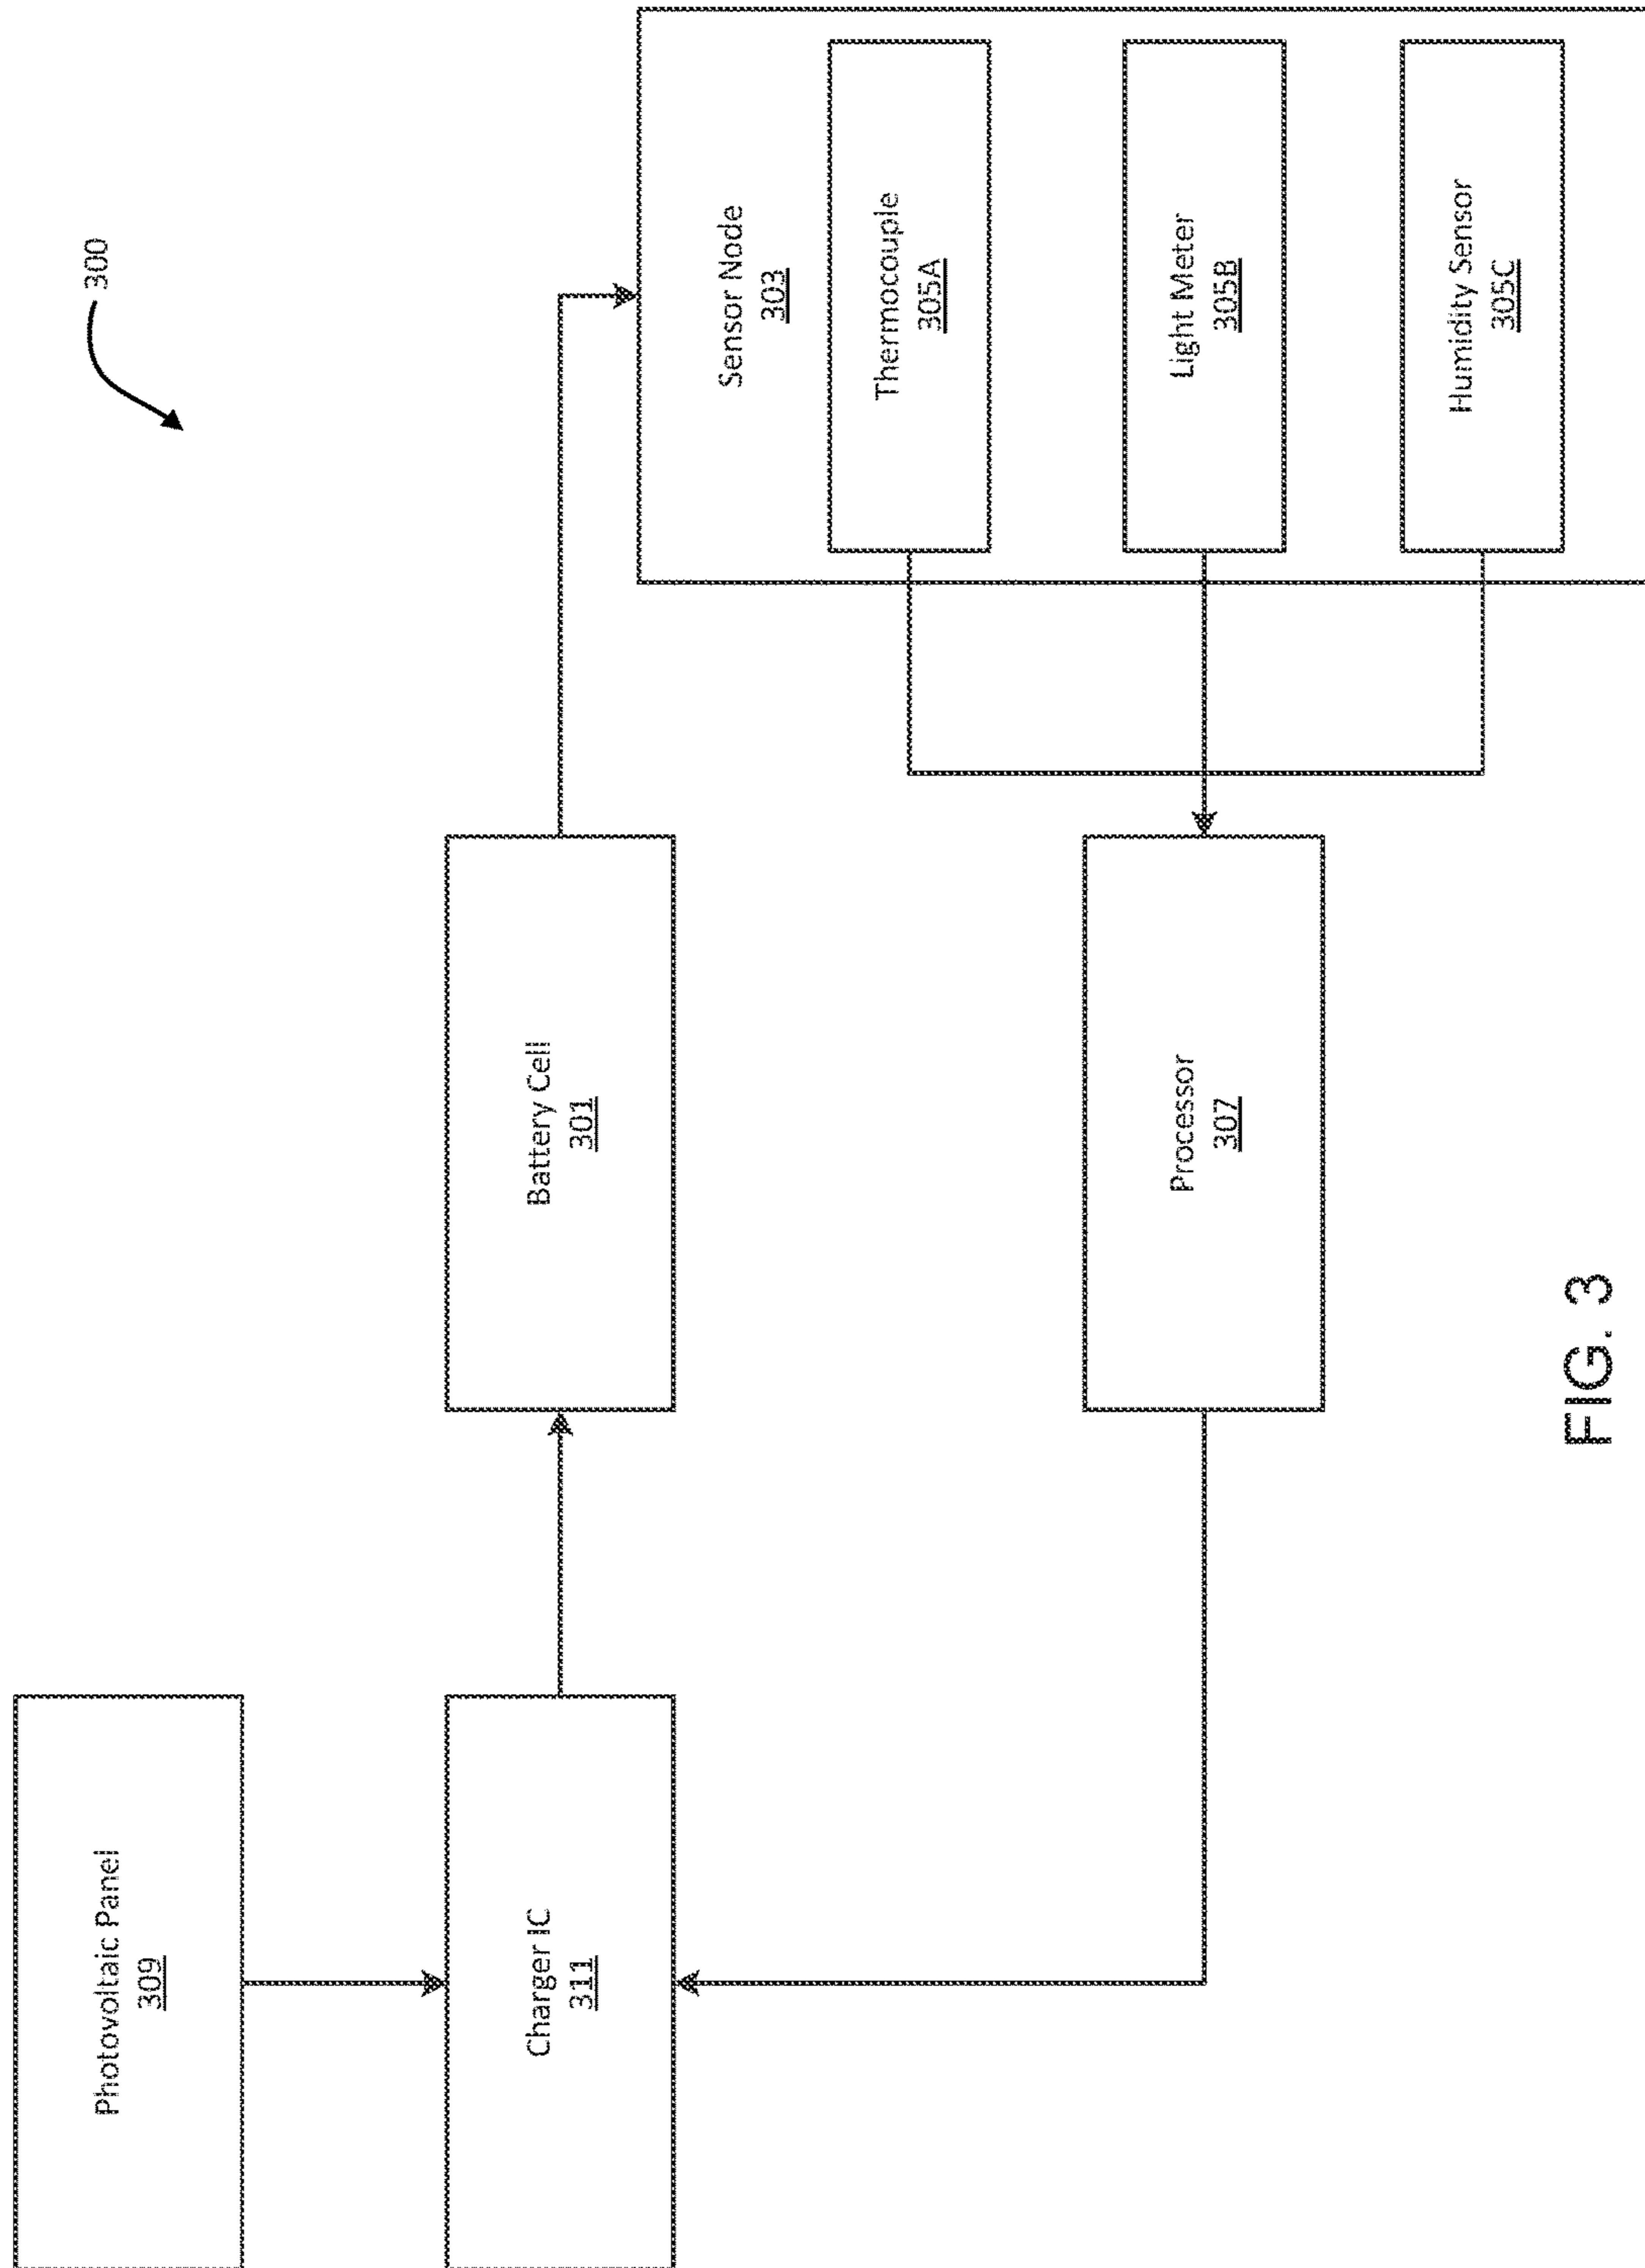 300
Photovoltaic Panel
309
Charger IC
311
Battery Cell
301
Sensor Node
303
Thermocouple
305A
Light Meter
305B
Humidity Sensor
305C
Processor
307
FIG. 3